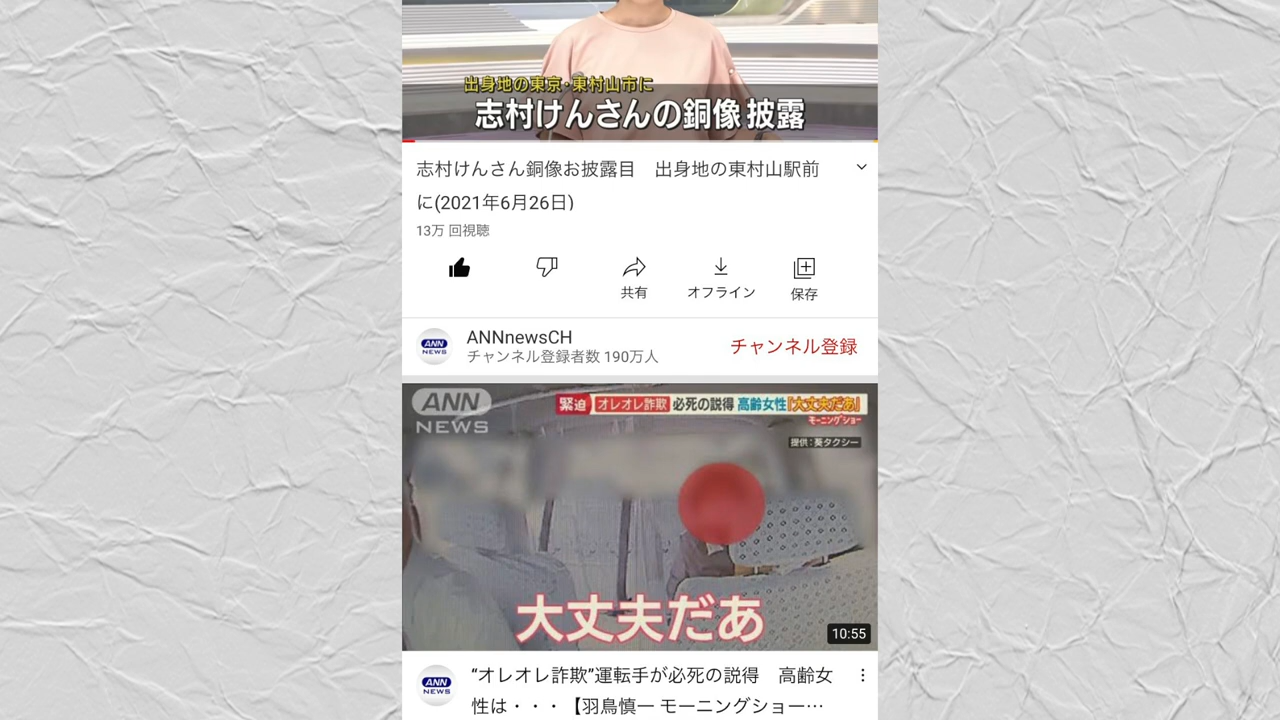 出身地の東京・東村山市に
志村けんさんの銅像 披露
志村けんさん銅像お披露目　出身地の東村山駅前
に(2021年6月26日)
13万 回視聴
共有
オフライン
保存
ANN
NEWS
ANNnewsCH
チャンネル登録者数 190万人
チャンネル登録
ANN
NEWS
緊迫 オレオレ詐欺 必死の説得 高齢女性「大丈夫だあ」
モーニングショー
提供：葵タクシー
大丈夫だあ
10:55
ANN
NEWS
“オレオレ詐欺”運転手が必死の説得　高齢女
性は・・・【羽鳥慎一 モーニングショー…